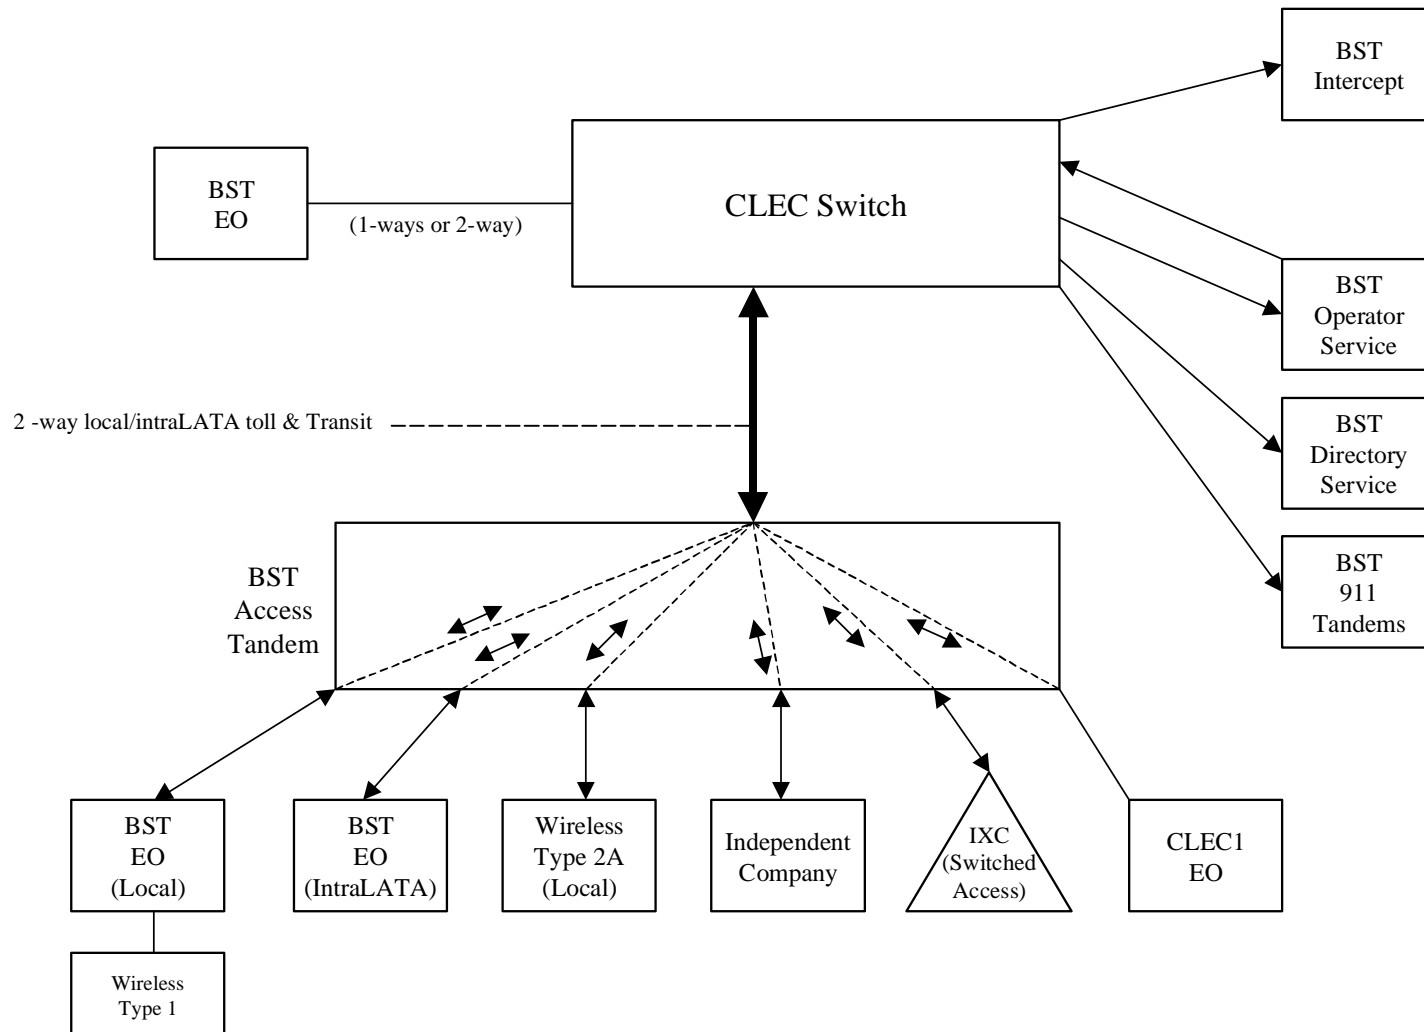 BST
Intercept
BST
EO
(1-ways or 2-way)
CLEC Switch
BST
Operator
Service
2 -way local/intraLATA toll & Transit
BST
Directory
Service
BST
911
Tandems
BST
Access
Tandem
BST
EO
(Local)
BST
EO
(IntraLATA)
Wireless
Type 2A
(Local)
Independent
Company
IXC
(Switched
Access)
CLEC1
EO
Wireless
Type 1